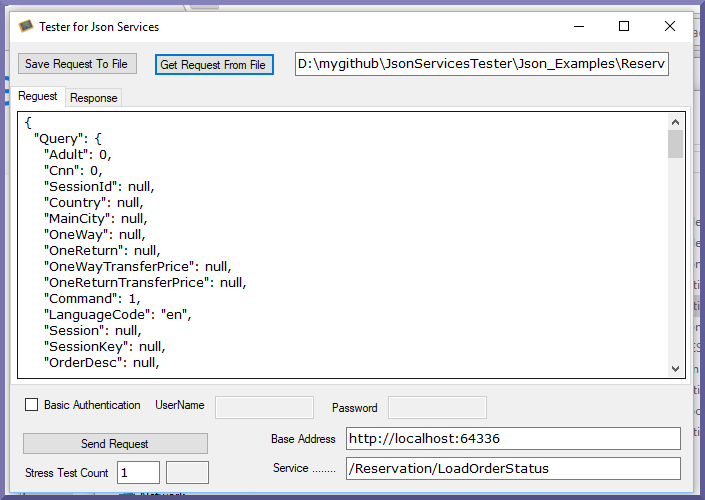 Tester for Json Services
Save Request To File
Get Request From File
D:\mygithub\JsonServicesTester\Json_Examples\Reserv
Reguest
Response
{
"Query": {
"Adult": 0,
"Cnn": 0,
"SessionId": null,
"Country": null,
"MainCity": null,
"OneWay": null,
"OneReturn": null,
"OneWayTransferPrice": null,
"OneReturnTransferPrice": null,
"Command": 1,
"LanguageCode": "en",
"Session": null,
"SessionKey": null,
"OrderDesc": null,
Basic Authentication UserName Password
Send Request
Base Address http://localhost:64336
Stress Test Count 1
Service ........ /Reservation/LoadOrderStatus